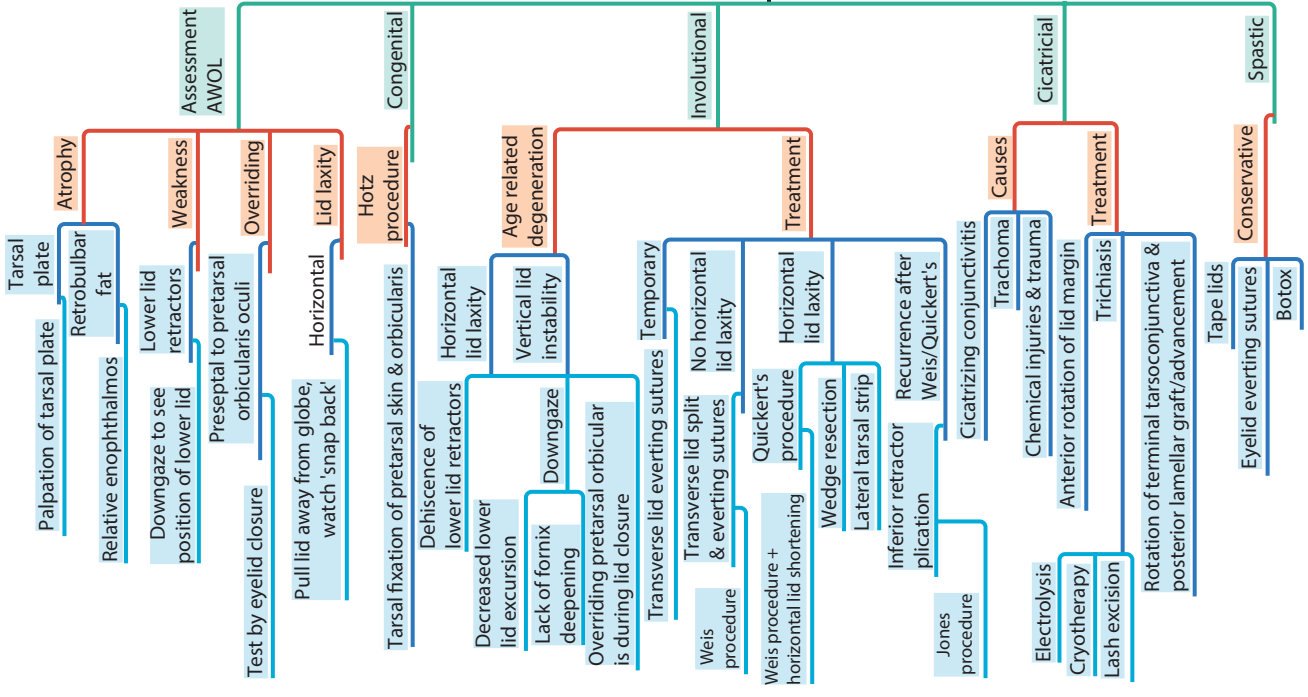 Assessment
AWOL
Atrophy
Tarsal
plate
Palpation of tarsal plate
Retrobulbar
fat
Relative enophthalmos
Weakness
Lower lid
retractors
Downgaze to see
position of lower lid
Overriding
Preseptal to pretarsal
orbicularis oculi
Test by eyelid closure
Lid laxity
Horizontal
Pull lid away from globe,
watch 'snap back'
Congenital
Hotz
procedure
Tarsal fixation of pretarsal skin & orbicularis
Involutional
Age related
degeneration
Horizontal
lid laxity
Vertical lid
instability
Dehiscence of
lower lid retractors
Decreased lower
lid excursion
Downgaze
Lack of fornix
deepening
Overriding pretarsal orbicular
is during lid closure
Treatment
Temporary
Transverse lid everting sutures
No horizontal
lid laxity
Transverse lid split
& everting sutures
Weis
procedure
Horizontal
lid laxity
Quickert's
procedure
Weis procedure +
horizontal lid shortening
Wedge resection
Lateral tarsal strip
Recurrence after
Weis/Quickert's
Inferior retractor
plication
Jones
procedure
Cicatricial
Causes
Cicatrizing conjunctivitis
Trachoma
Chemical injuries & trauma
Treatment
Anterior rotation of lid margin
Trichiasis
Electrolysis
Cryotherapy
Lash excision
Rotation of terminal tarsoconjunctiva &
posterior lamellar graft/advancement
Spastic
Conservative
Tape lids
Eyelid everting sutures
Botox